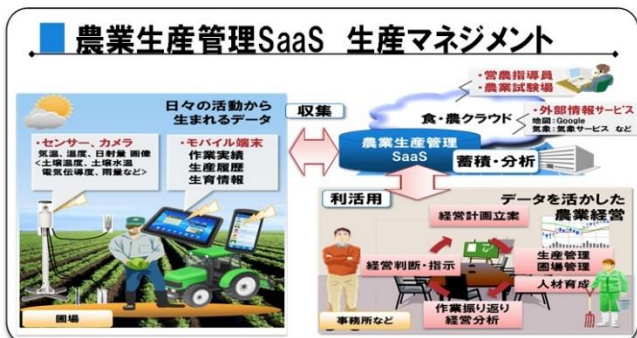 農業生産管理SaaS 生産マネジメント
日々の活動から
生まれるデータ
・センサー、カメラ
気温、湿度、日射量 画像
<土壌温度、土壌水温
電気伝導度、雨量など>
・モバイル端末
作業実績
生産履歴
生育情報
圃場
収集
・営農指導員
・農業試験場
食・農クラウド
・外部情報サービス
地図:Google
気象:気象サービス など
農業生産管理
SaaS
蓄積・分析
利活用
データを活かした
農業経営
経営計画立案
生産管理
圃場管理
人材育成
経営判断・指示
作業振り返り
経営分析
事務所など